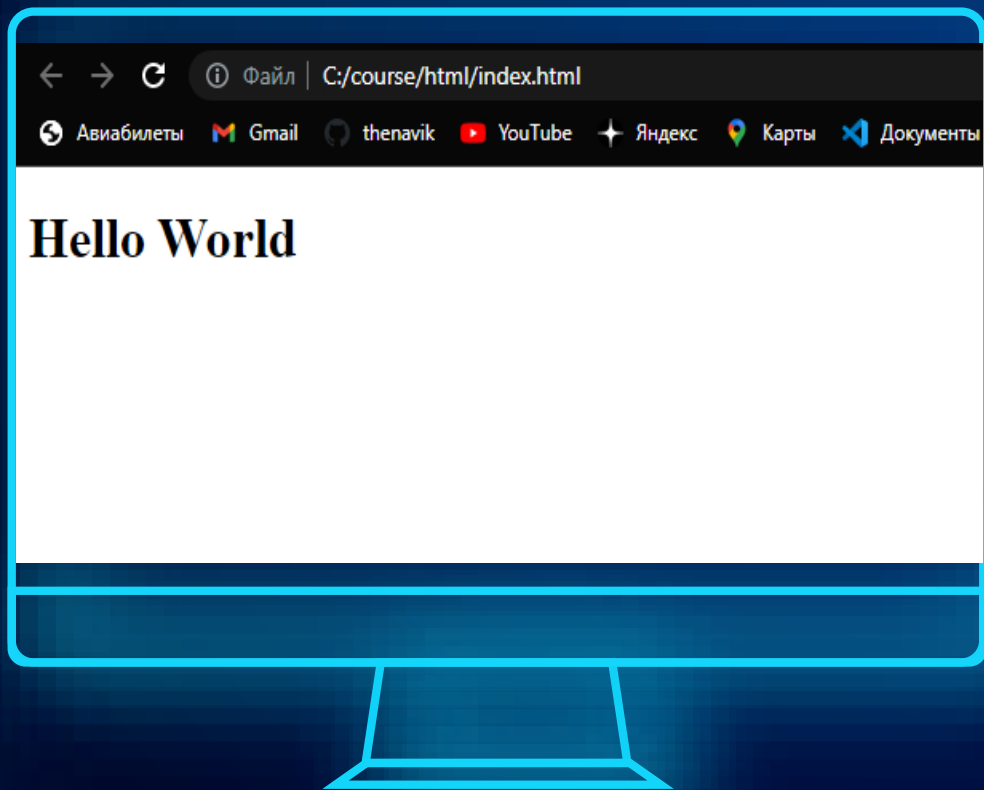 Файл C:/course/html/index.html
Авиабилеты Gmail thenavik YouTube Яндекс Карты Документы
Hello World